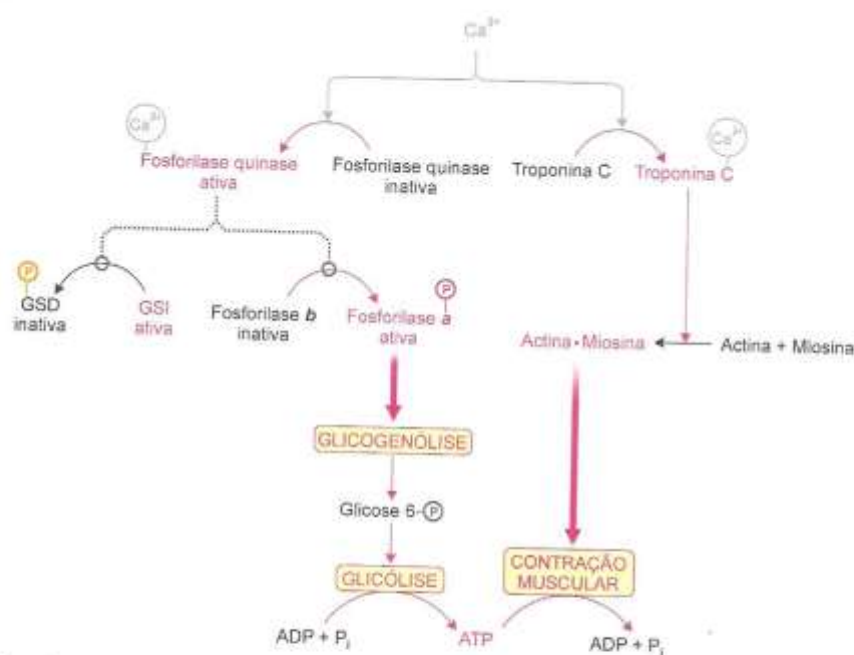 Ca²⁺
Ca²⁺
Ca²⁺
Fosforilase quinase
ativa
Fosforilase quinase
inativa
Troponina C
Troponina C
P
GSD
inativa
GSI
ativa
Fosforilase b
inativa
P
Fosforilase a
ativa
Actina • Miosina
Actina + Miosina
GLICOGENÓLISE
Glicose 6-P
GLICÓLISE
CONTRAÇÃO
MUSCULAR
ADP + Pi
ATP
ADP + Pi